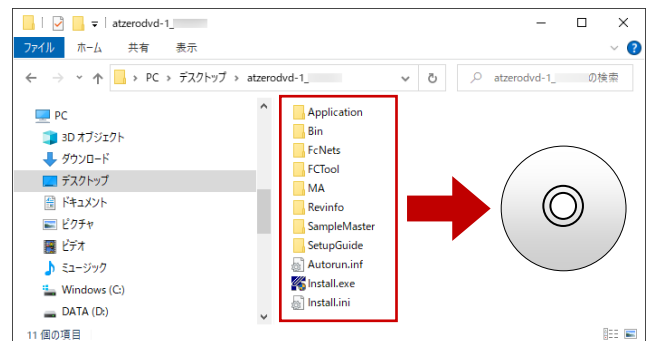 atzerodvd-1_
ファイル ホーム 共有 表示
PC > デスクトップ > atzerodvd-1_
atzerodvd-1_ の検索
PC
3D オブジェクト
ダウンロード
デスクトップ
ドキュメント
ピクチャ
ビデオ
ミュージック
Windows (C:)
DATA (D:)
Application
Bin
FcNets
FCTool
MA
Revinfo
SampleMaster
SetupGuide
Autorun.inf
Install.exe
Install.ini
11 個の項目